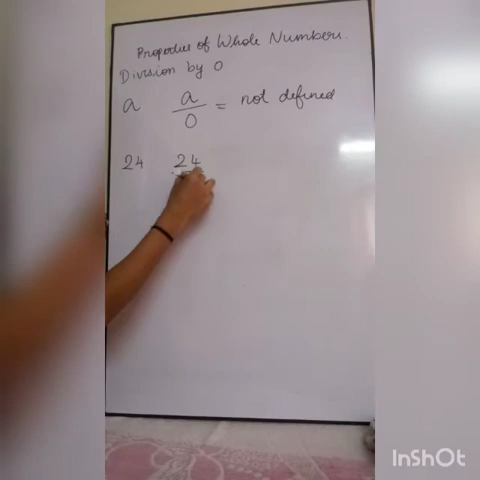 Properties of Whole Numbers.
Division by 0
a a/0 = not defined
24 24
InShOt